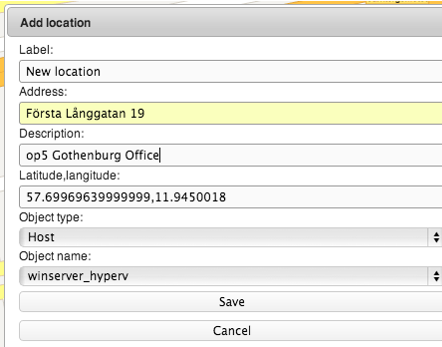 Add location
Label:
New location
Address:
Första Långgatan 19
Description:
op5 Gothenburg Office
Latitude,langitude:
57.69969639999999,11.9450018
Object type:
Host
Object name:
winserver_hyperv
Save
Cancel